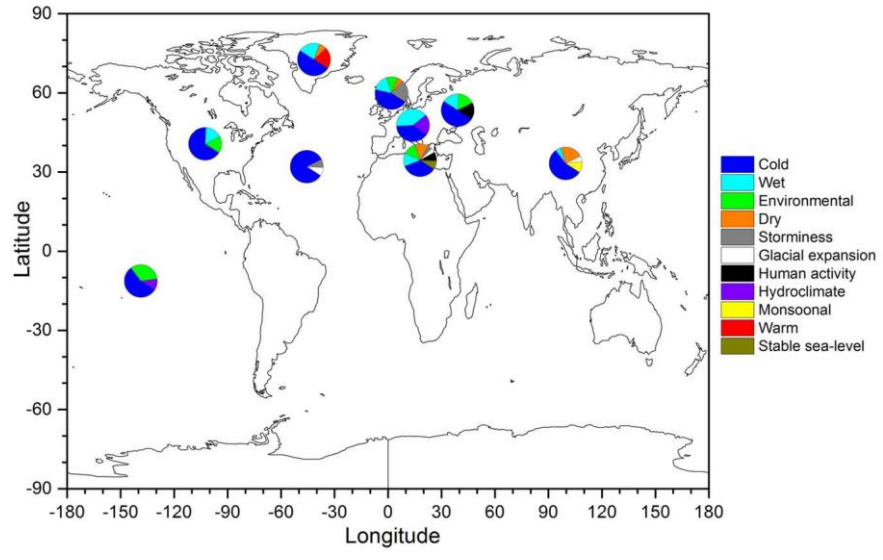 90
60
30
0
-30
-60
-90
Latitude
-180 -150 -120 -90 -60 -30 0 30 60 90 120 150 180
Longitude
Cold
Wet
Environmental
Dry
Storminess
Glacial expansion
Human activity
Hydroclimate
Monsoonal
Warm
Stable sea-level